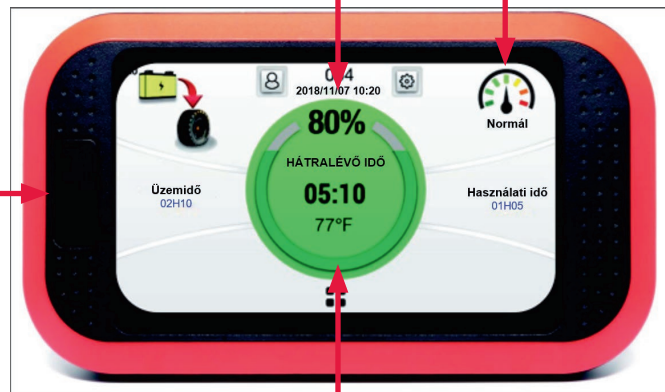 2018/11/07 10:20
80%
Normál
HÁTRALÉVŐ IDŐ
05:10
77°F
Üzemidő
02H10
Használati idő
01H05